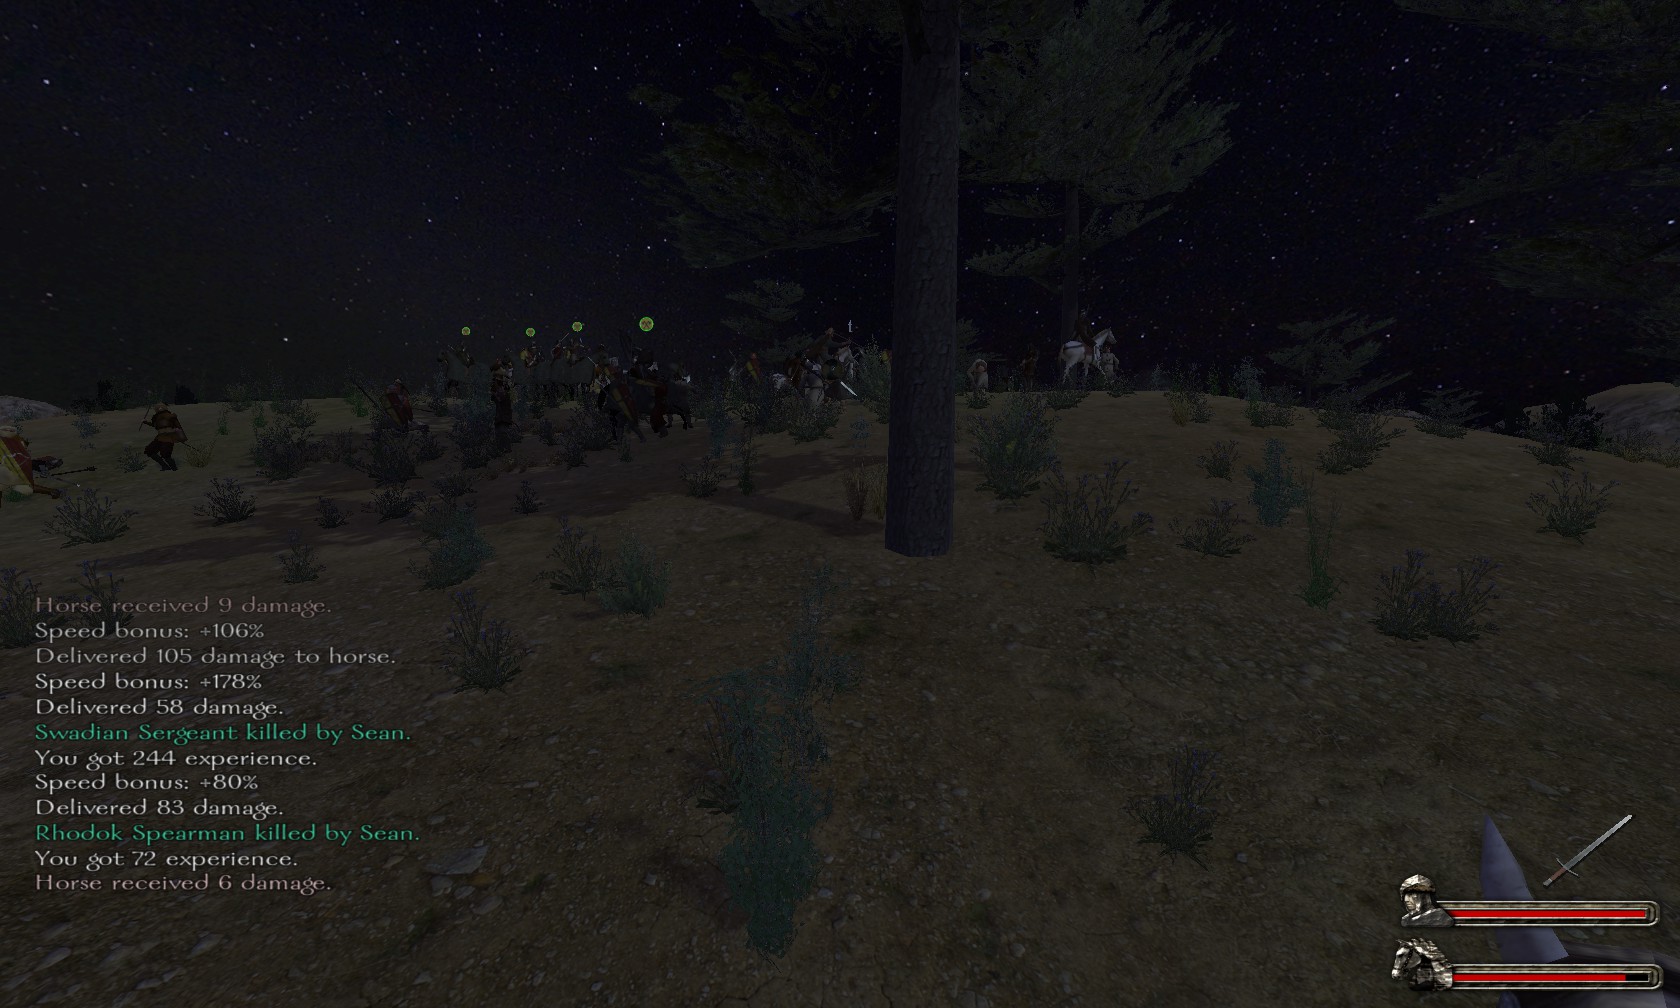 Horse received 9 damage.
Speed bonus: +106%
Delivered 105 damage to horse.
Speed bonus: +178%
Delivered 58 damage.
Swadian Sergeant killed by Sean.
You got 244 experience.
Speed bonus: +80%
Delivered 83 damage.
Rhodok Spearman killed by Sean.
You got 72 experience.
Horse received 6 damage.